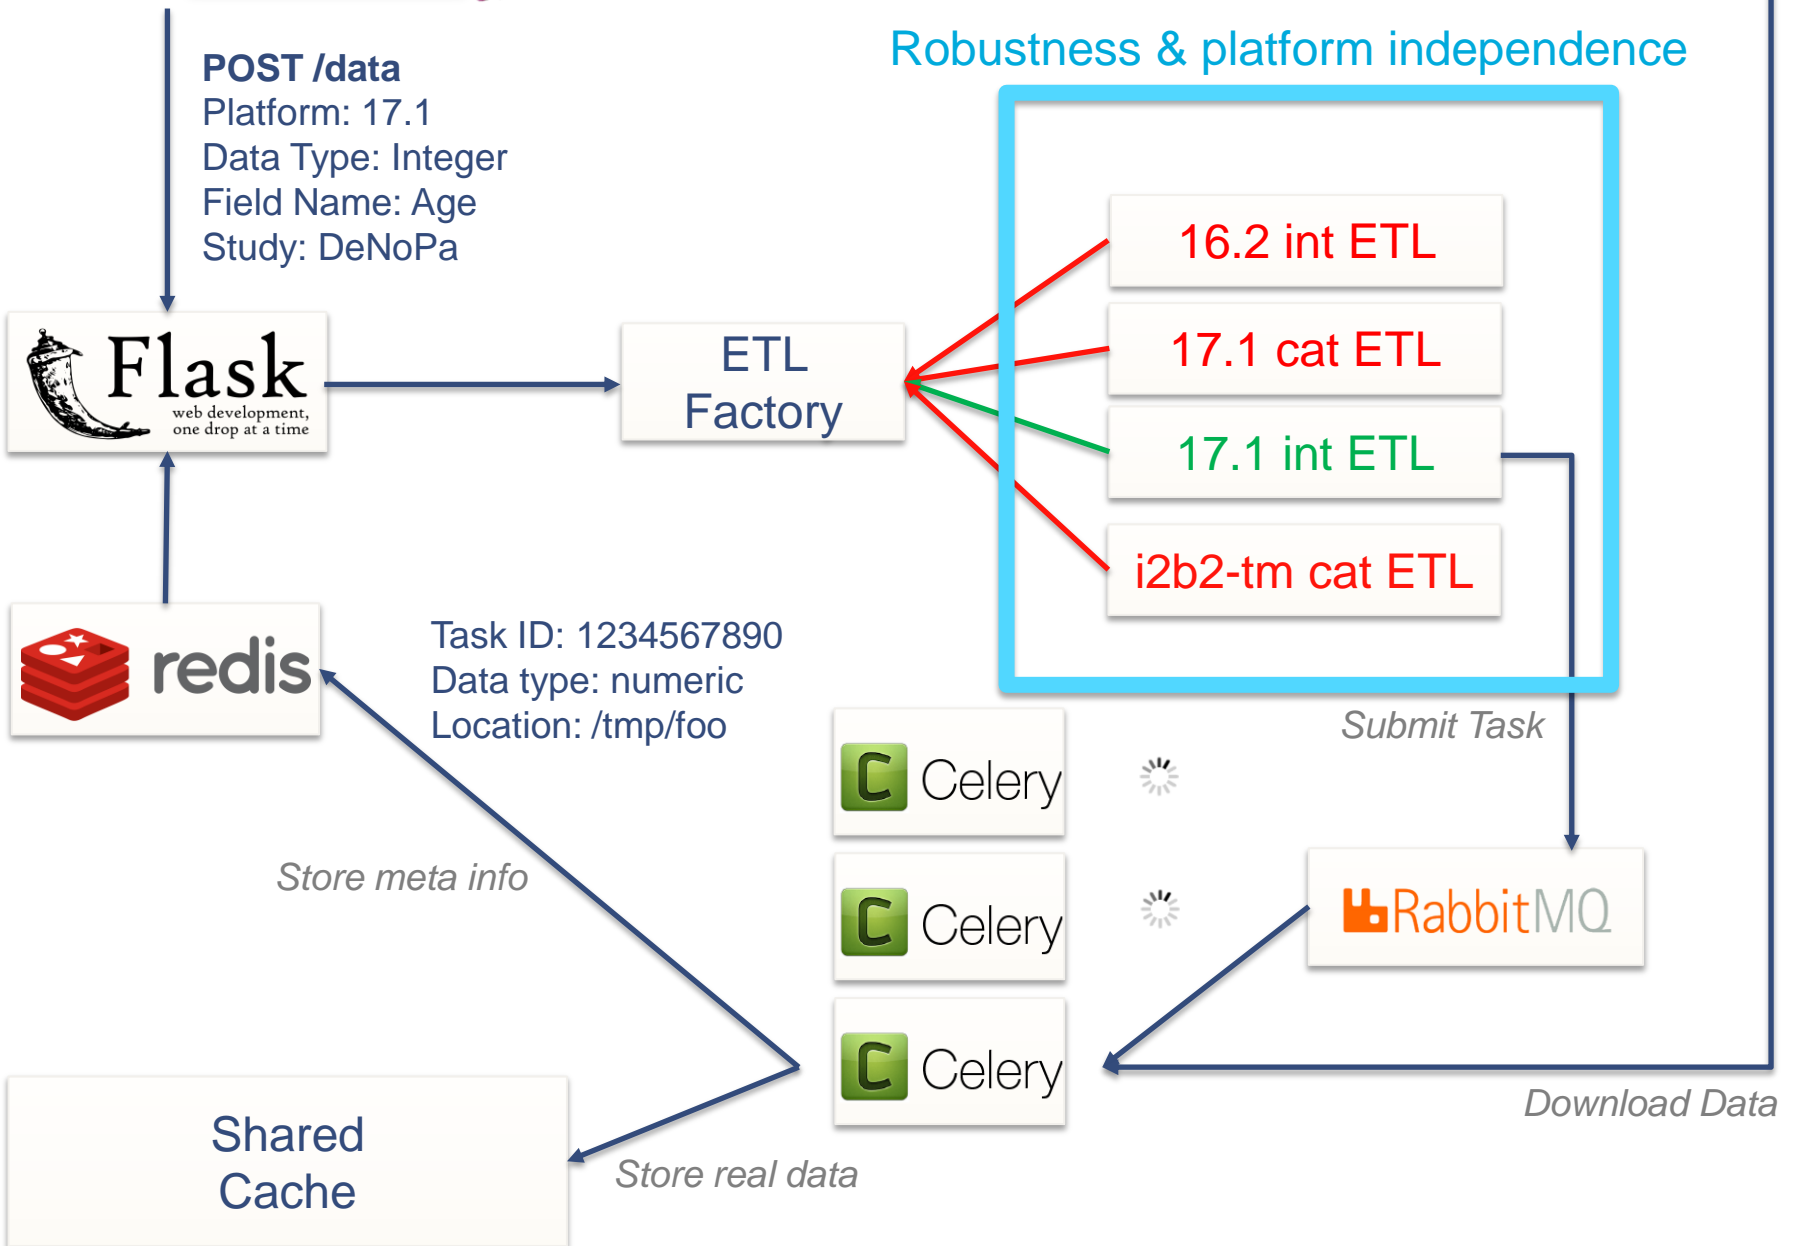 Robustness & platform independence
POST /data
Platform: 17.1
Data Type: Integer
Field Name: Age
Study: DeNoPa
16.2 int ETL
Flask
web development,
one drop at a time
ETL
Factory
17.1 cat ETL
17.1 int ETL
i2b2-tm cat ETL
redis
Task ID: 1234567890
Data type: numeric
Location: /tmp/foo
Submit Task
C Celery
Store meta info
C Celery
RabbitMQ
C Celery
Download Data
Shared
Cache
Store real data